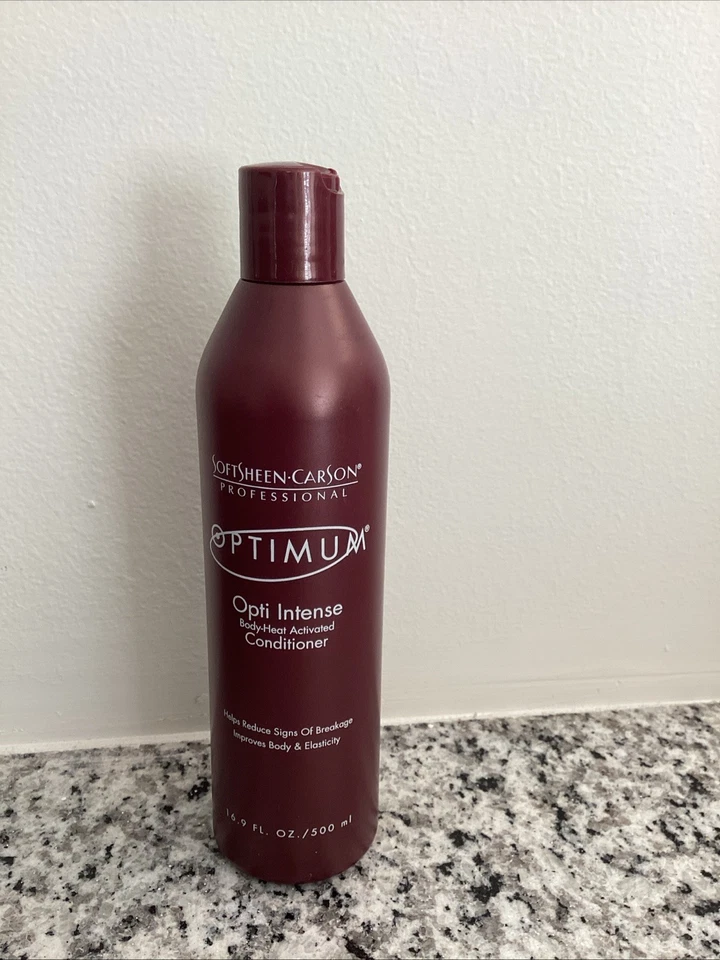 SOFTSHEEN·CARSON®
PROFESSIONAL
OPTIMUM®
Opti Intense
Body-Heat Activated
Conditioner
Helps Reduce Signs Of Breakage
Improves Body & Elasticity
16.9 FL. OZ./500 ml